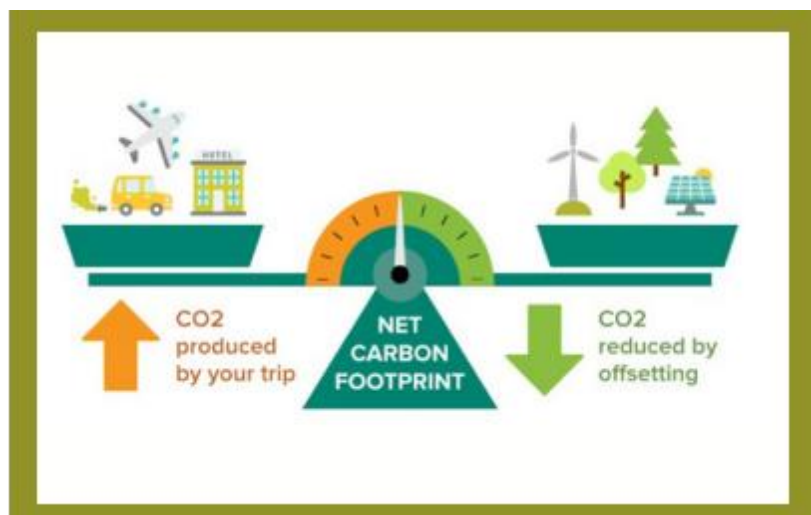 HOTEL
NET
CARBON
FOOTPRINT
CO2
produced
by your trip
CO2
reduced by
offsetting